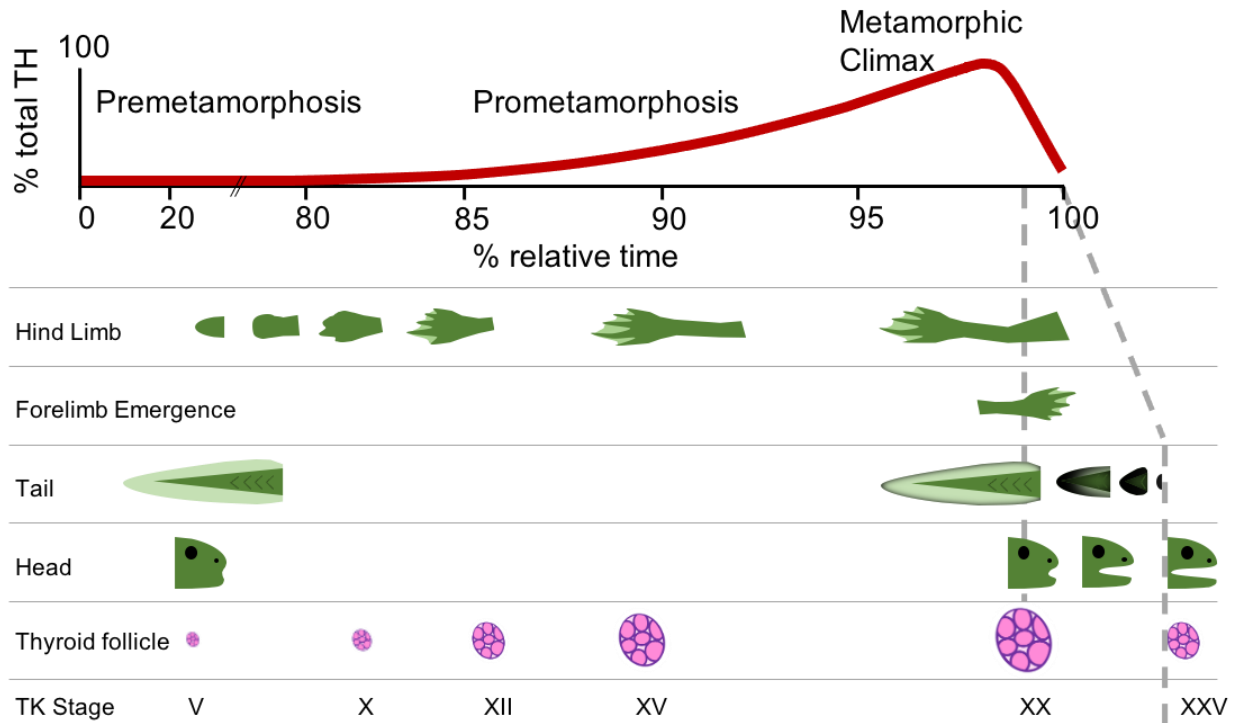 Metamorphic
Climax
100
% total TH
Premetamorphosis
Prometamorphosis
0 20 80 85 90 95 100
% relative time
Hind Limb
Forelimb Emergence
Tail
Head
Thyroid follicle
TK Stage V X XII XV XX XXV